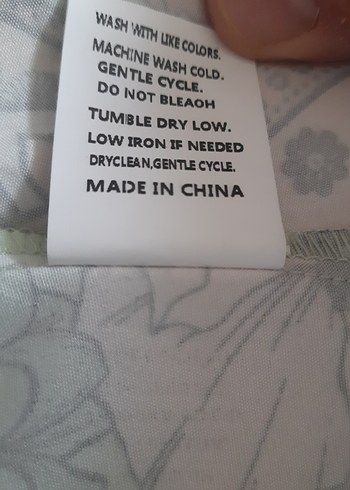 WASH WITH LIKE COLORS.
MACHINE WASH COLD.
GENTLE CYCLE.
DO NOT BLEAOH
TUMBLE DRY LOW.
LOW IRON IF NEEDED
DRYCLEAN,GENTLE CYCLE.
MADE IN CHINA